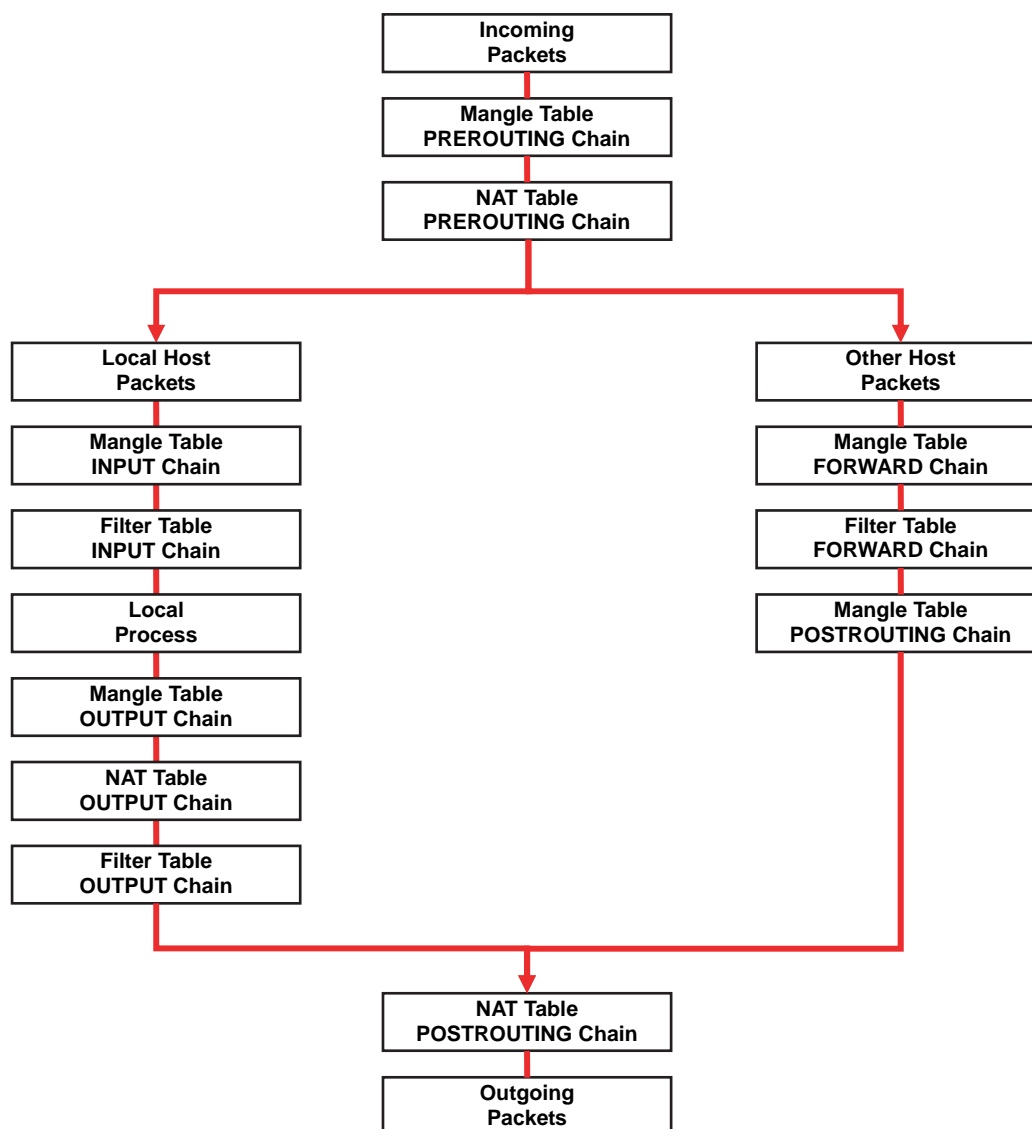 Incoming
Packets
Mangle Table
PREROUTING Chain
NAT Table
PREROUTING Chain
Local Host
Packets
Mangle Table
INPUT Chain
Filter Table
INPUT Chain
Local
Process
Mangle Table
OUTPUT Chain
NAT Table
OUTPUT Chain
Filter Table
OUTPUT Chain
Other Host
Packets
Mangle Table
FORWARD Chain
Filter Table
FORWARD Chain
Mangle Table
POSTROUTING Chain
NAT Table
POSTROUTING Chain
Outgoing
Packets